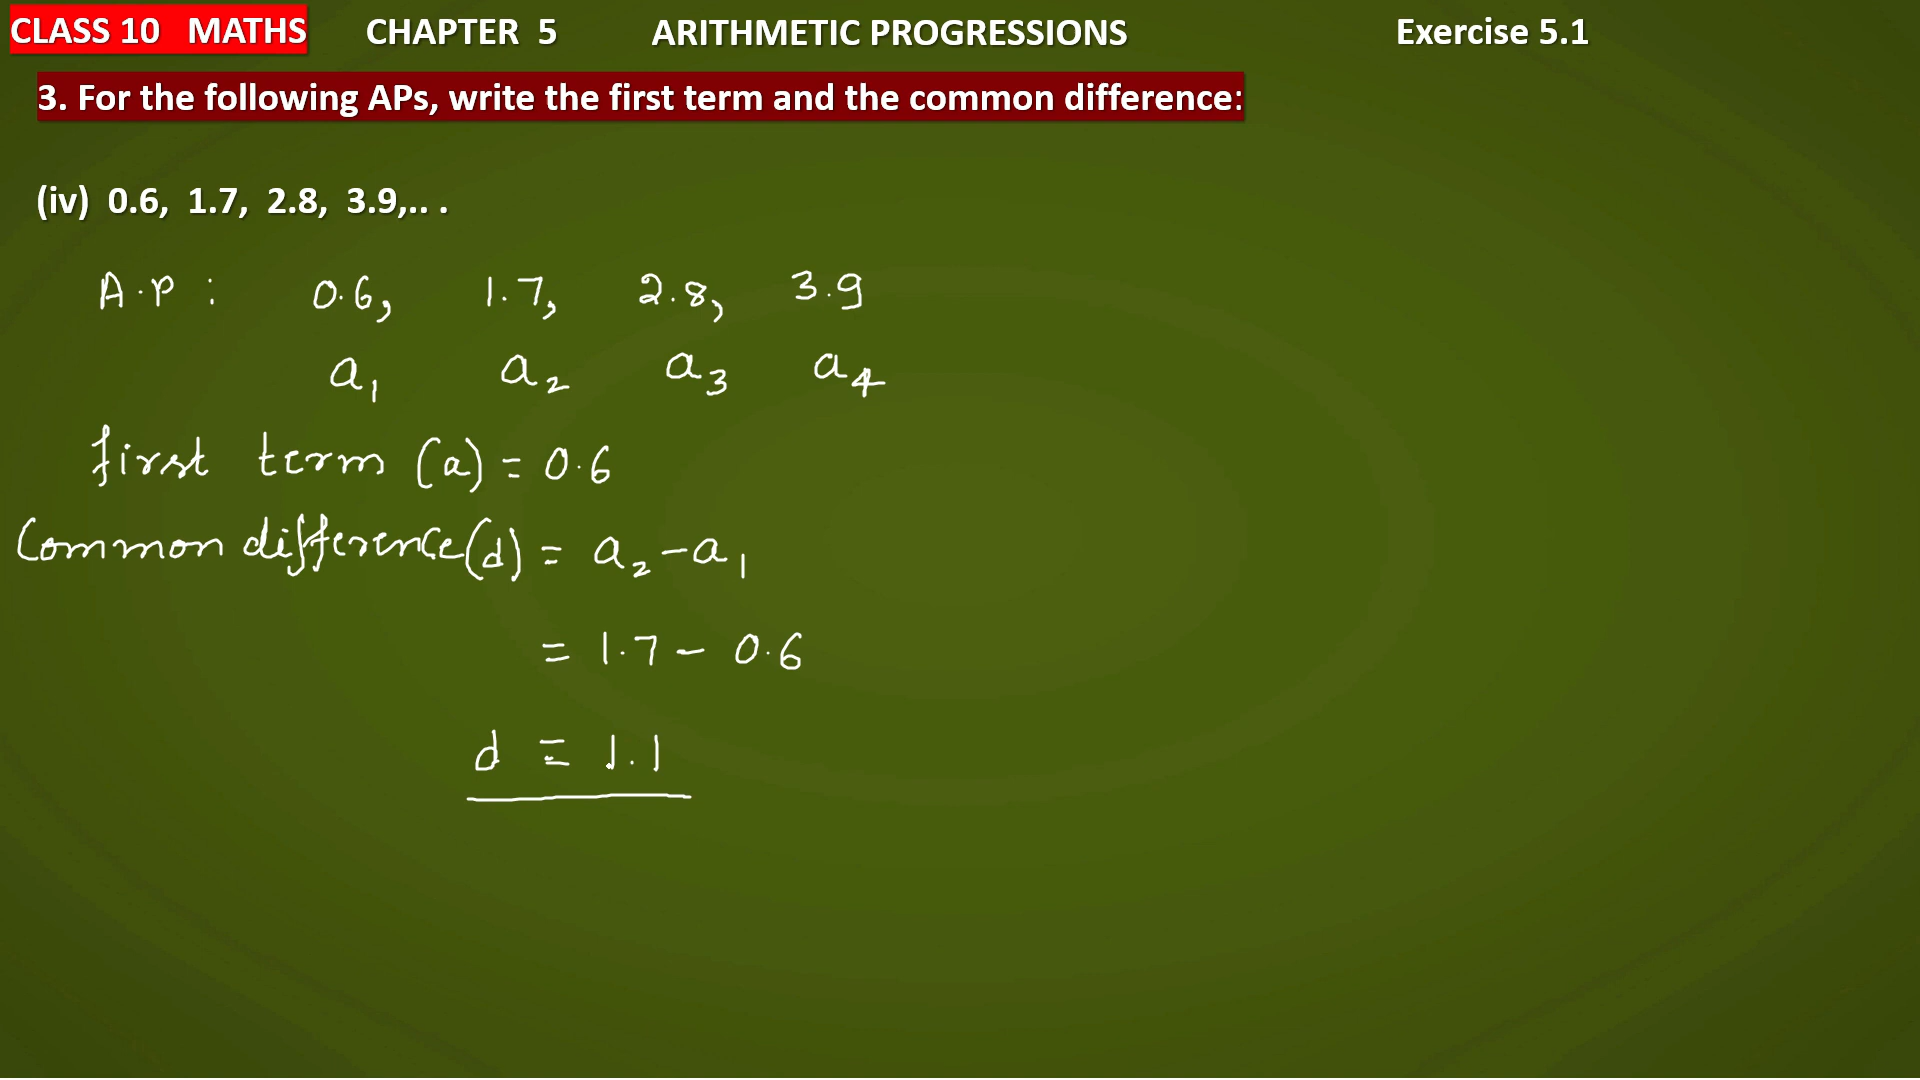 CLASS 10 MATHS CHAPTER 5 ARITHMETIC PROGRESSIONS Exercise 5.1
3. For the following APs, write the first term and the common difference:
(iv) 0.6, 1.7, 2.8, 3.9,.. .
A.P : 0.6, 1.7, 2.8, 3.9
a₁ a₂ a₃ a₄
first term (a) = 0.6
Common difference(d) = a₂ - a₁
= 1.7 - 0.6
d = 1.1